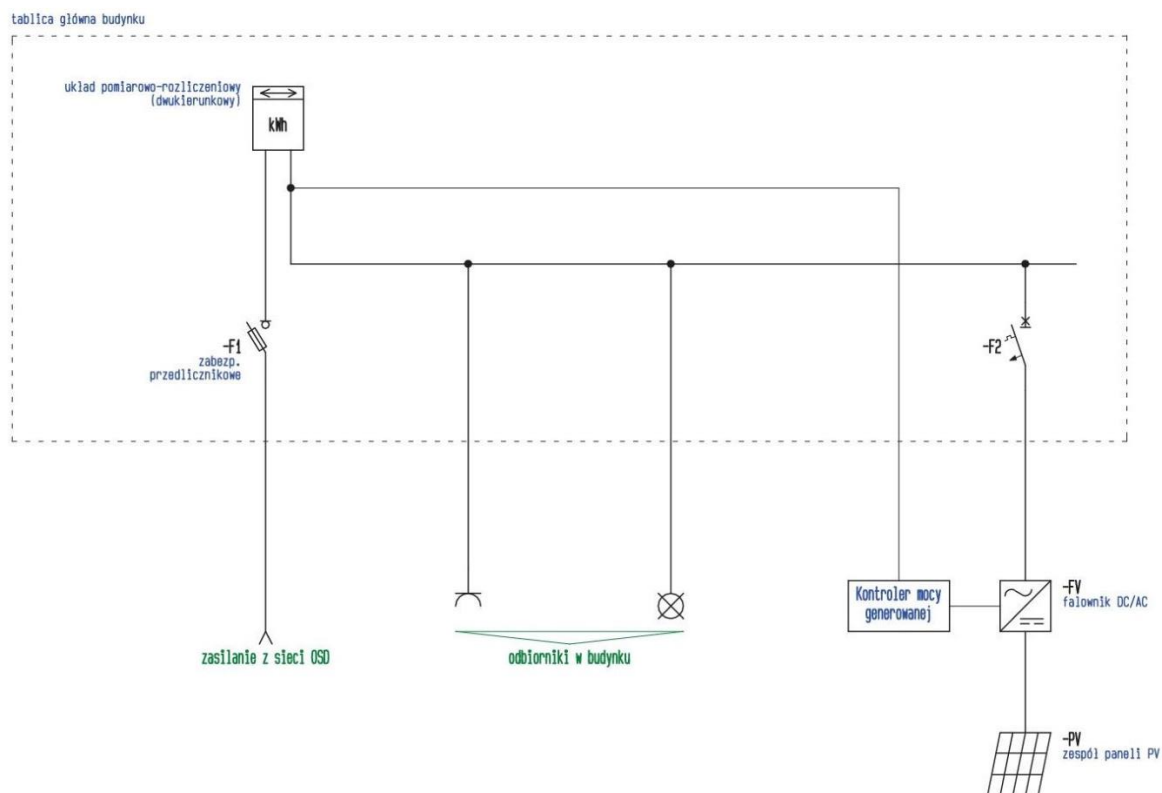 tablica główna budynku
układ pomiarowo-rozliczeniowy
(dwukierunkowy)
kWh
-F1
zabezp.
przedlicznikowe
-F2
Kontroler mocy
generowanej
-FV
falownik DC/AC
zasilanie z sieci OSD
odbiorniki w budynku
-PV
zespół paneli PV